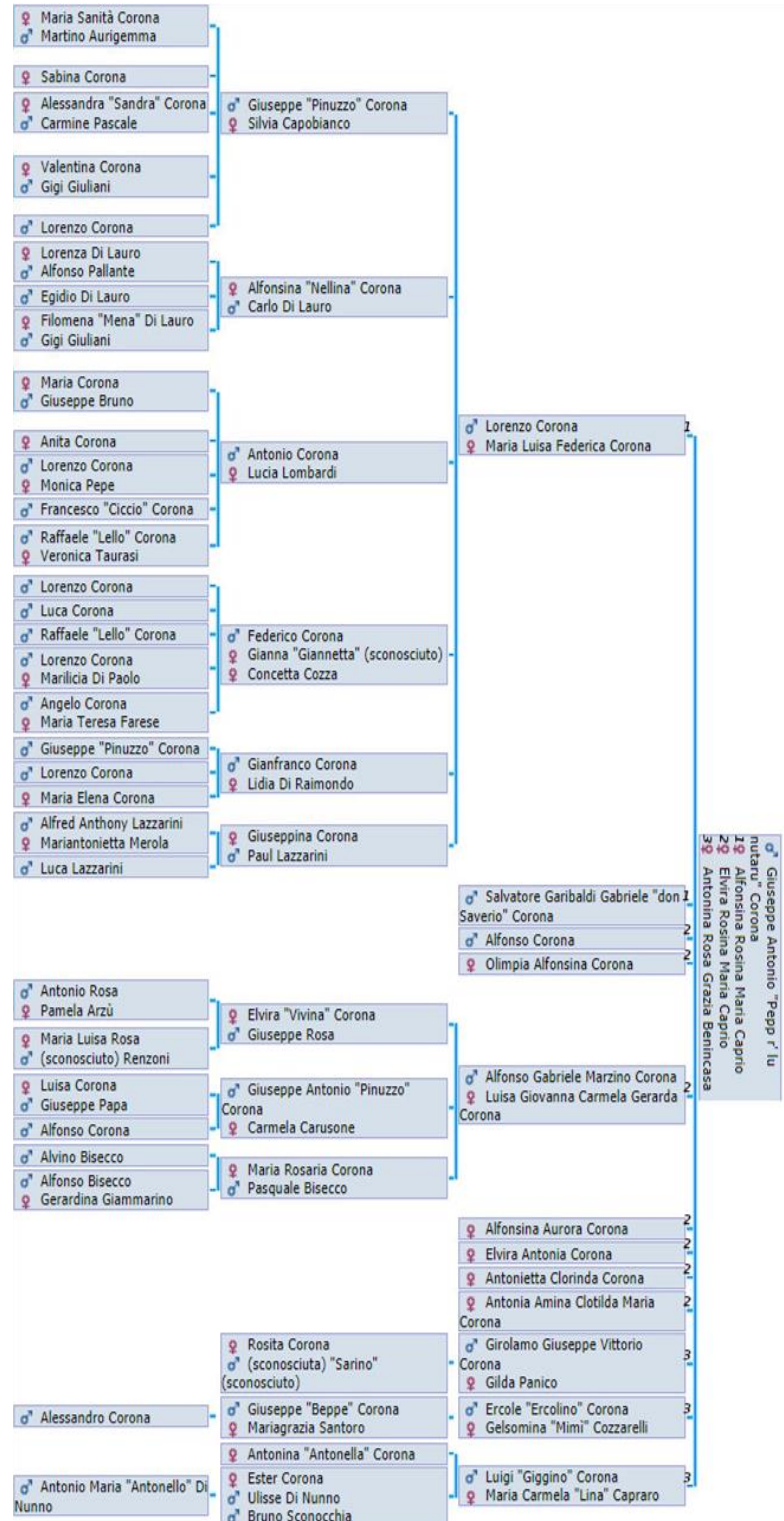 ♀ Maria Sanità Corona
♂ Martino Aurigemma
♀ Sabina Corona
♀ Alessandra "Sandra" Corona
♂ Carmine Pascale
♀ Valentina Corona
♂ Gigi Giuliani
♂ Lorenzo Corona
♀ Lorenza Di Lauro
♂ Alfonso Pallante
♂ Egidio Di Lauro
♀ Filomena "Mena" Di Lauro
♂ Gigi Giuliani
♀ Maria Corona
♂ Giuseppe Bruno
♀ Anita Corona
♂ Lorenzo Corona
♀ Monica Pepe
♂ Francesco "Ciccio" Corona
♂ Raffaele "Lello" Corona
♀ Veronica Taurasi
♂ Lorenzo Corona
♂ Luca Corona
♂ Raffaele "Lello" Corona
♂ Lorenzo Corona
♀ Marilicia Di Paolo
♂ Angelo Corona
♀ Maria Teresa Farese
♂ Giuseppe "Pinuzzo" Corona
♂ Lorenzo Corona
♀ Maria Elena Corona
♂ Alfred Anthony Lazzarini
♀ Mariantonietta Merola
♂ Luca Lazzarini
♂ Antonio Rosa
♀ Pamela Arzù
♀ Maria Luisa Rosa
♂ (sconosciuto) Renzoni
♀ Luisa Corona
♂ Giuseppe Papa
♂ Alfonso Corona
♂ Alvino Bisecco
♂ Alfonso Bisecco
♀ Gerardina Giammarino
♂ Alessandro Corona
♂ Antonio Maria "Antonello" Di
Nunno
♂ Giuseppe "Pinuzzo" Corona
♀ Silvia Capobianco
♀ Alfonsina "Nellina" Corona
♂ Carlo Di Lauro
♂ Antonio Corona
♀ Lucia Lombardi
♂ Federico Corona
♀ Gianna "Giannetta" (sconosciuto)
♀ Concetta Cozza
♂ Gianfranco Corona
♀ Lidia Di Raimondo
♀ Giuseppina Corona
♂ Paul Lazzarini
♀ Elvira "Vivina" Corona
♂ Giuseppe Rosa
♂ Giuseppe Antonio "Pinuzzo"
Corona
♀ Carmela Carusone
♀ Maria Rosaria Corona
♂ Pasquale Bisecco
♀ Rosita Corona
♂ (sconosciuta) "Sarino"
(sconosciuto)
♂ Giuseppe "Beppe" Corona
♀ Mariagrazia Santoro
♀ Antonina "Antonella" Corona
♀ Ester Corona
♂ Ulisse Di Nunno
♂ Bruno Sconocchia
♂ Lorenzo Corona 1
♀ Maria Luisa Federica Corona
♂ Salvatore Garibaldi Gabriele "don 1
Saverio" Corona
♂ Alfonso Corona 2
♀ Olimpia Alfonsina Corona 2
♂ Alfonso Gabriele Marzino Corona 2
♀ Luisa Giovanna Carmela Gerarda
Corona
♀ Alfonsina Aurora Corona 2
♀ Elvira Antonia Corona 2
♀ Antonietta Clorinda Corona 2
♀ Antonia Amina Clotilda Maria 2
Corona
♂ Girolamo Giuseppe Vittorio 3
Corona
♀ Gilda Panico
♂ Ercole "Ercolino" Corona 3
♀ Gelsomina "Mimì" Cozzarelli
♂ Luigi "Giggino" Corona 3
♀ Maria Carmela "Lina" Capraro
♂ Giuseppe Antonio "Pepp r' lu
nutaru" Corona
1♀ Alfonsina Rosina Maria Caprio
2♀ Elvira Rosina Maria Caprio
3♀ Antonina Rosa Grazia Benincasa